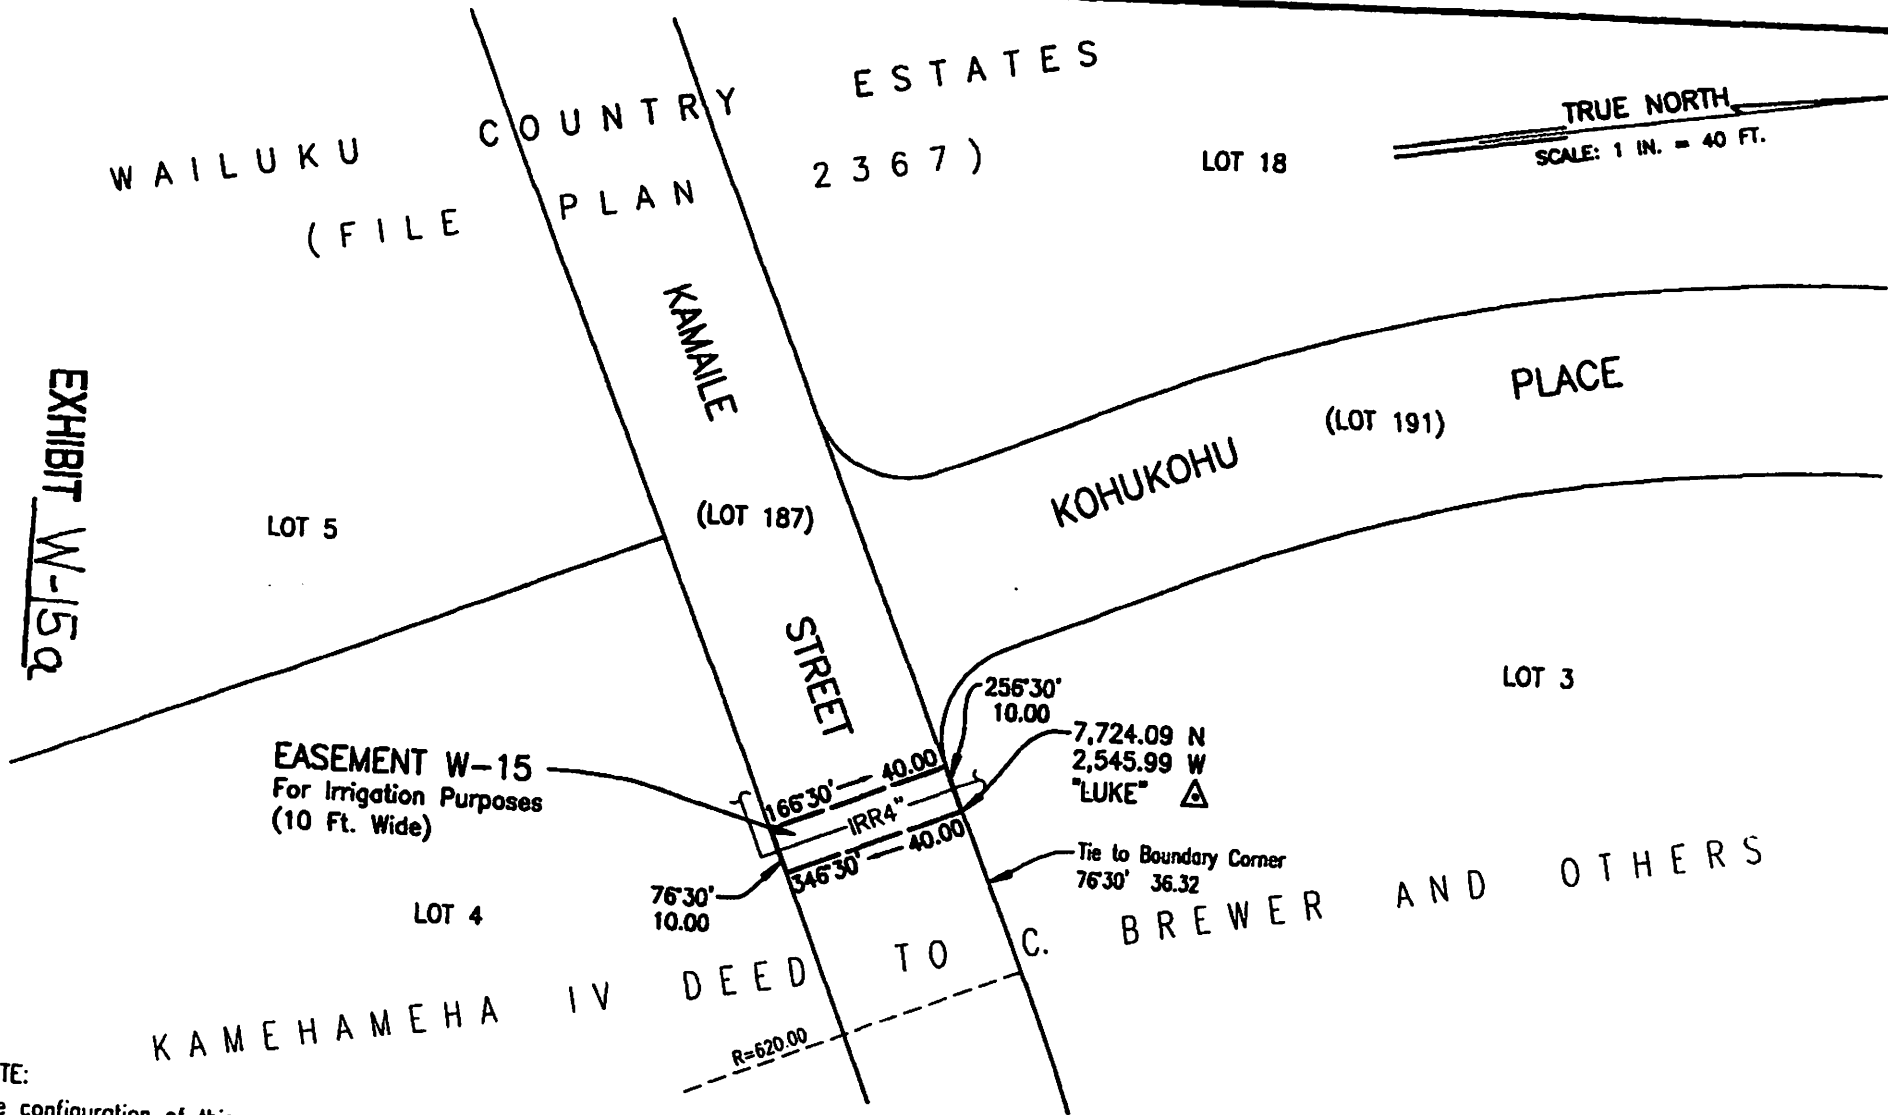 WAILUKU COUNTRY ESTATES
(FILE PLAN 2367)
TRUE NORTH
SCALE: 1 IN. = 40 FT.
LOT 18
KAMAILE
STREET
(LOT 187)
KOHUKOHU PLACE
(LOT 191)
EXHIBIT W-15a
LOT 5
LOT 3
256°30'
10.00
7,724.09 N
2,545.99 W
"LUKE"
EASEMENT W-15
For Irrigation Purposes
(10 Ft. Wide)
166°30' 40.00
IRR4"
346°30' 40.00
76°30'
10.00
Tie to Boundary Corner
76°30' 36.32
LOT 4
KAMEHAMEHA IV DEED TO C. BREWER AND OTHERS
R=620.00
TE:
configuration of